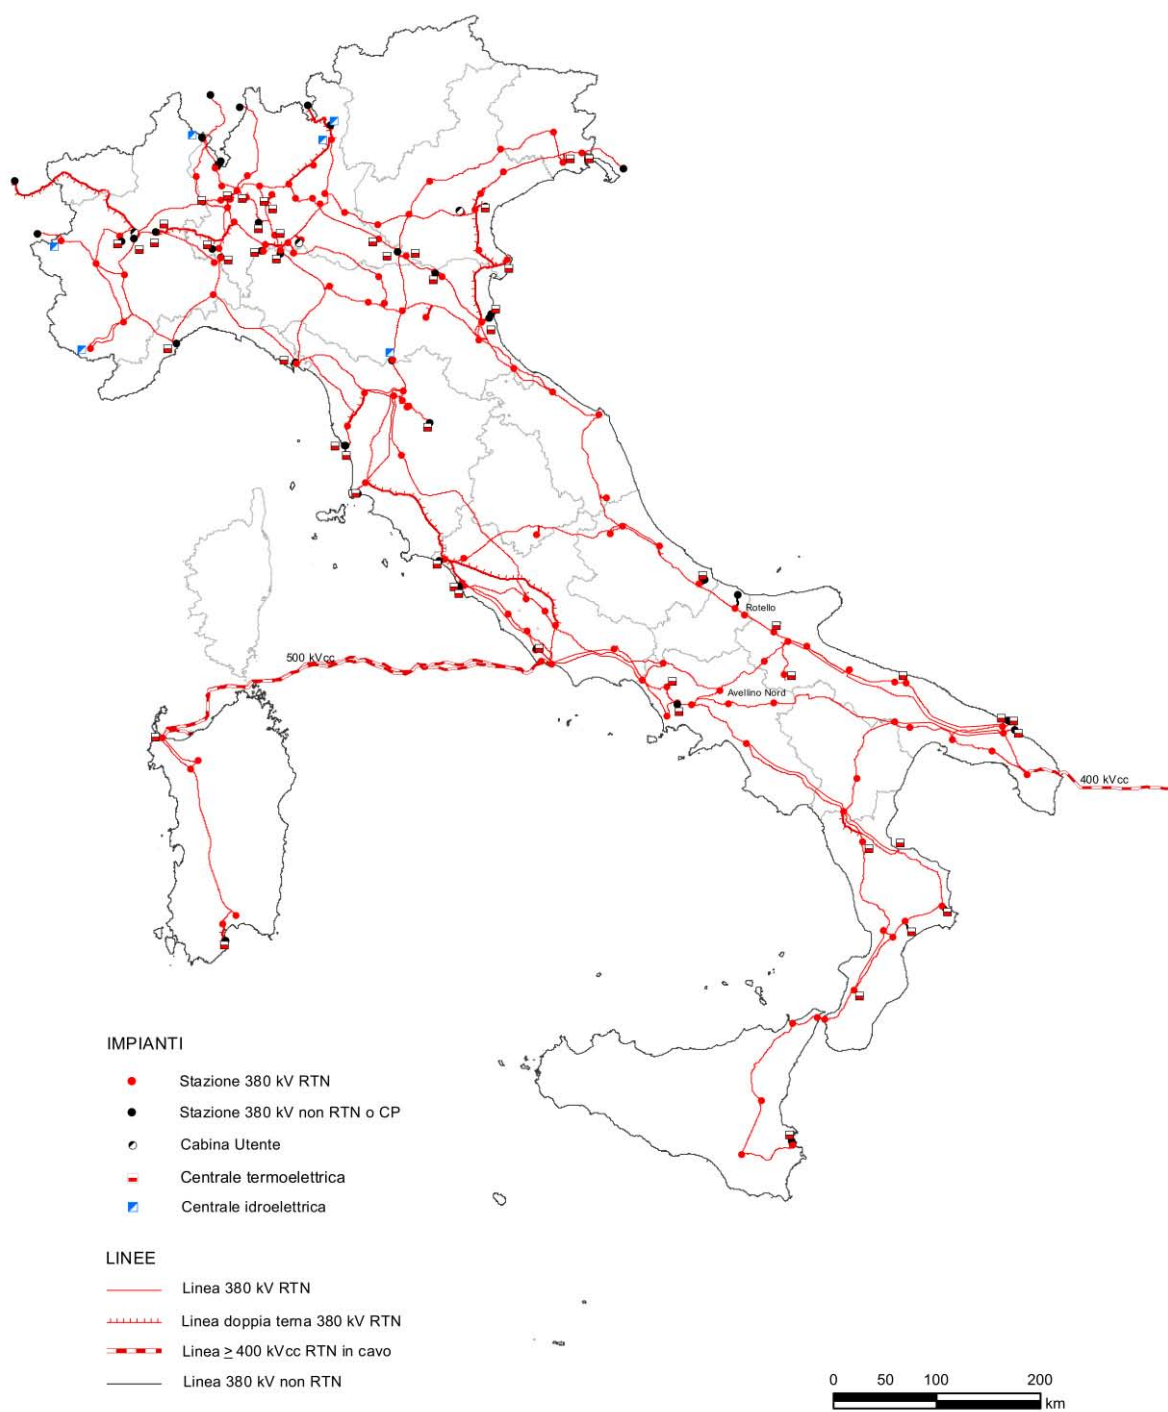 Rotello
500 kVcc
Avellino Nord
400 kVcc
IMPIANTI
Stazione 380 kV RTN
Stazione 380 kV non RTN o CP
Cabina Utente
Centrale termoelettrica
Centrale idroelettrica
LINEE
Linea 380 kV RTN
Linea doppia terna 380 kV RTN
Linea ≥ 400 kVcc RTN in cavo
Linea 380 kV non RTN
0 50 100 200
km